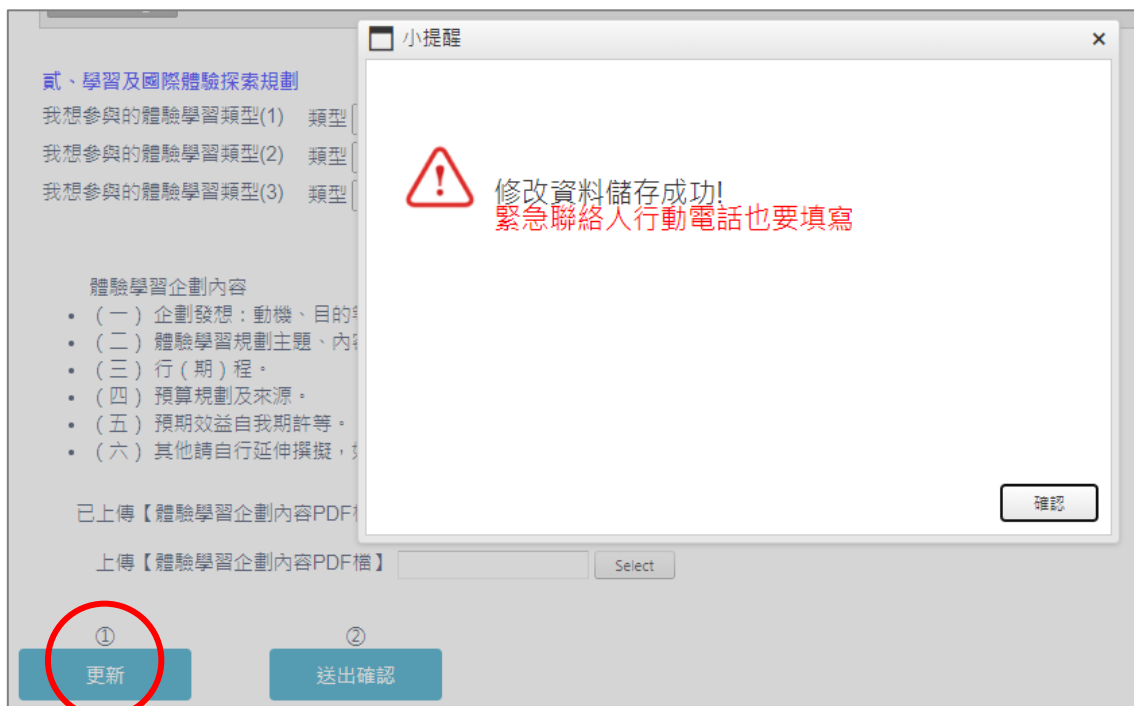 小提醒
×
修改資料儲存成功!
緊急聯絡人行動電話也要填寫
確認
貳、學習及國際體驗探索規劃
我想參與的體驗學習類型(1) 類型
我想參與的體驗學習類型(2) 類型
我想參與的體驗學習類型(3) 類型
體驗學習企劃內容
• (一) 企劃發想:動機、目的
• (二) 體驗學習規劃主題、內
• (三) 行(期)程。
• (四) 預算規劃及來源。
• (五) 預期效益自我期許等。
• (六) 其他請自行延伸撰擬,
已上傳【體驗學習企劃內容PDF
上傳【體驗學習企劃內容PDF檔】 Select
① ②
更新 送出確認